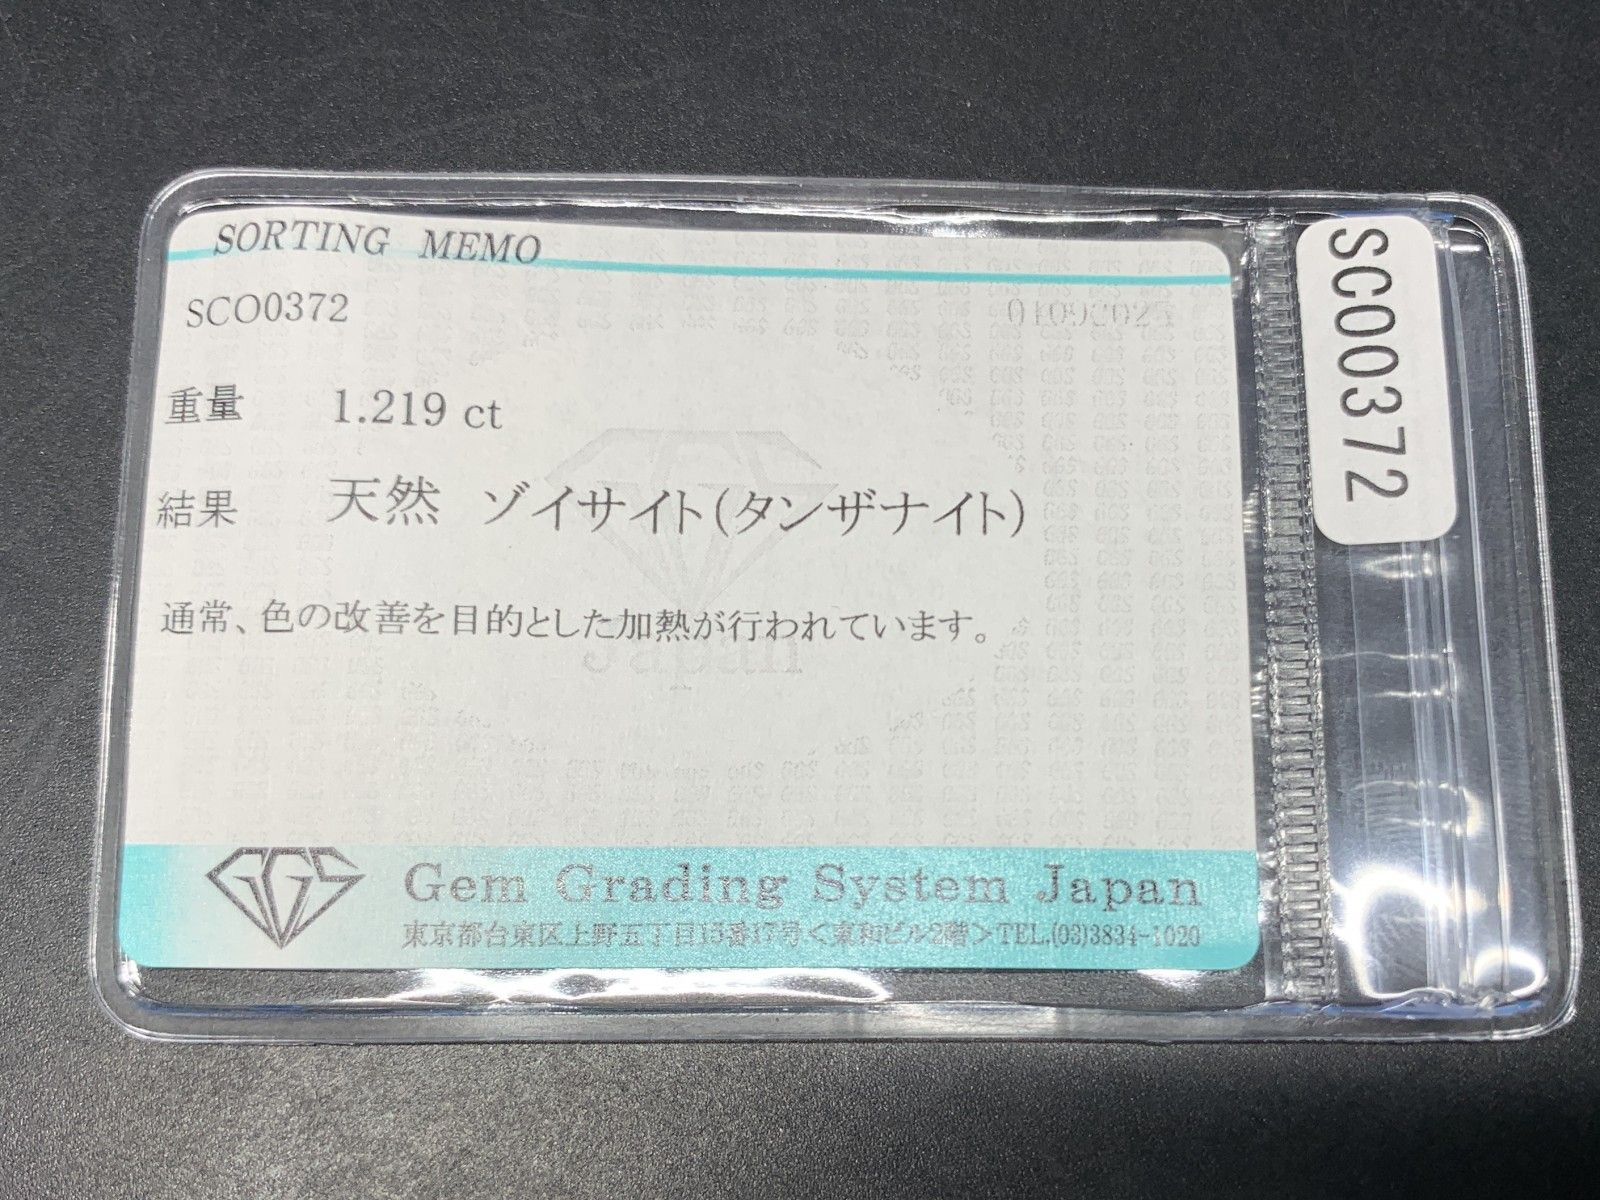 SORTING MEMO
SCO0372
重量 1.219 ct
結果 天然 ゾイサイト(タンザナイト)
通常、色の改善を目的とした加熱が行われています。
Japan
GGS
Gem Grading System Japan
東京都台東区上野五丁目15番17号<東和ビル2階>TEL.(03)3834-1020
SCO0372